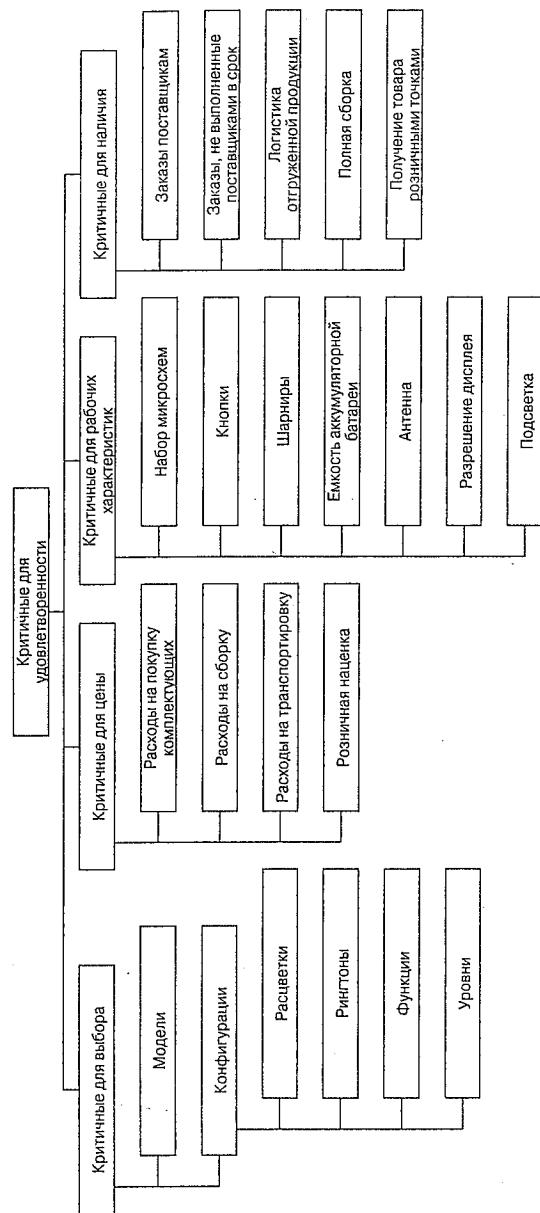 Критичные для
удовлетворенности
Критичные для выбора
Модели
Конфигурации
Расцветки
Рингтоны
Функции
Уровни
Критичные для цены
Расходы на покупку
комплектующих
Расходы на сборку
Расходы на транспортировку
Розничная наценка
Критичные для рабочих
характеристик
Набор микросхем
Кнопки
Шарниры
Емкость аккумуляторной
батареи
Антенна
Разрешение дисплея
Подсветка
Критичные для наличия
Заказы поставщикам
Заказы, не выполненные
поставщиками в срок
Логистика
отгруженной продукции
Полная сборка
Получение товара
розничными точками